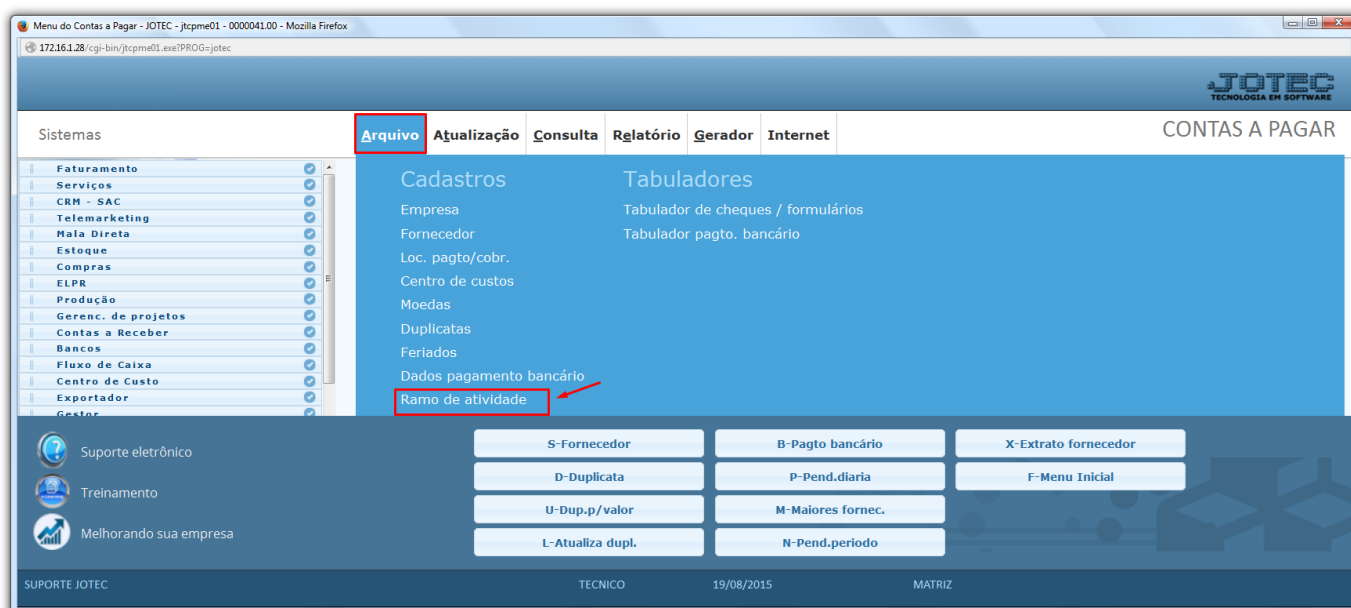 Menu do Contas a Pagar - JOTEC - jtcpme01 - 0000041.00 - Mozilla Firefox
172.16.1.28/cgi-bin/jtcpme01.exe?PROG=jotec
JOTEC
TECNOLOGIA EM SOFTWARE
Sistemas
Arquivo Atualização Consulta Relatório Gerador Internet
CONTAS A PAGAR
Faturamento
Serviços
CRM - SAC
Telemarketing
Mala Direta
Estoque
Compras
ELPR
Produção
Gerenc. de projetos
Contas a Receber
Bancos
Fluxo de Caixa
Centro de Custo
Exportador
Gestor
Cadastros
Empresa
Fornecedor
Loc. pagto/cobr.
Centro de custos
Moedas
Duplicatas
Feriados
Dados pagamento bancário
Ramo de atividade
Tabuladores
Tabulador de cheques / formulários
Tabulador pagto. bancário
Suporte eletrônico
Treinamento
Melhorando sua empresa
S-Fornecedor B-Pagto bancário X-Extrato fornecedor
D-Duplicata P-Pend.diaria F-Menu Inicial
U-Dup.p/valor M-Maiores fornec.
L-Atualiza dupl. N-Pend.periodo
SUPORTE JOTEC TECNICO 19/08/2015 MATRIZ